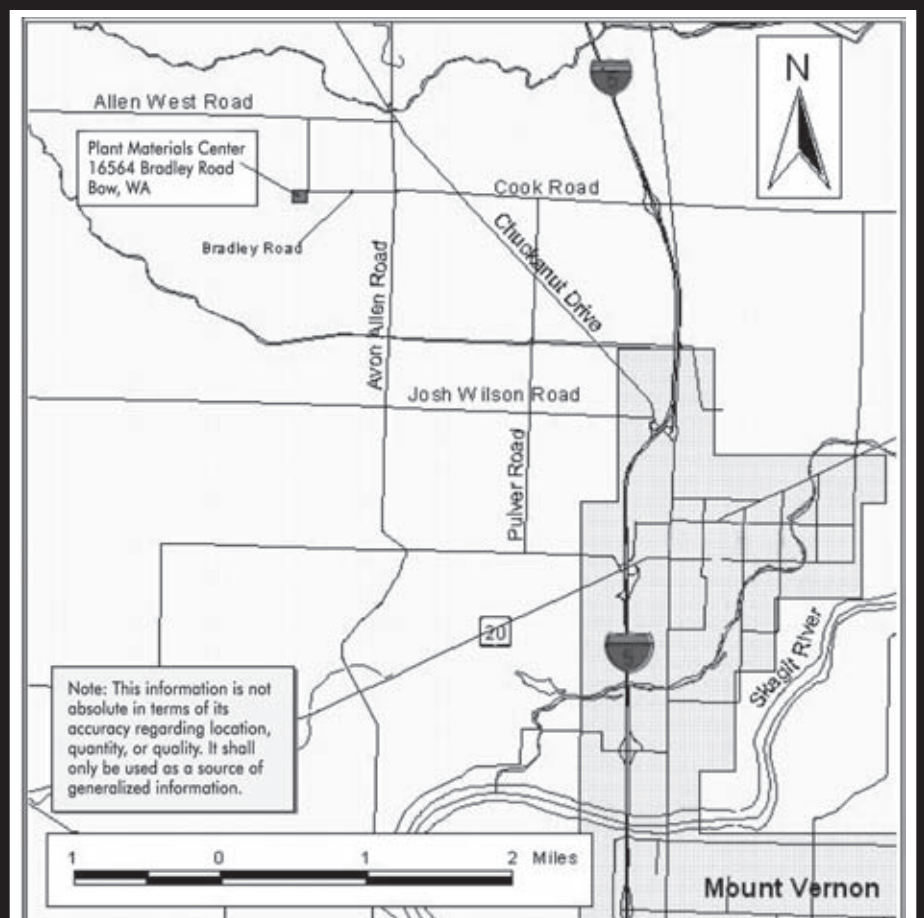 N
5
Allen West Road
Plant Materials Center
16564 Bradley Road
Bow, WA
Cook Road
Bradley Road
Chuckanut Drive
Avon Allen Road
Josh Wilson Road
Pulver Road
20
5
Skagit River
Note: This information is not
absolute in terms of its
accuracy regarding location,
quantity, or quality. It shall
only be used as a source of
generalized information.
1 0 1 2 Miles
Mount Vernon